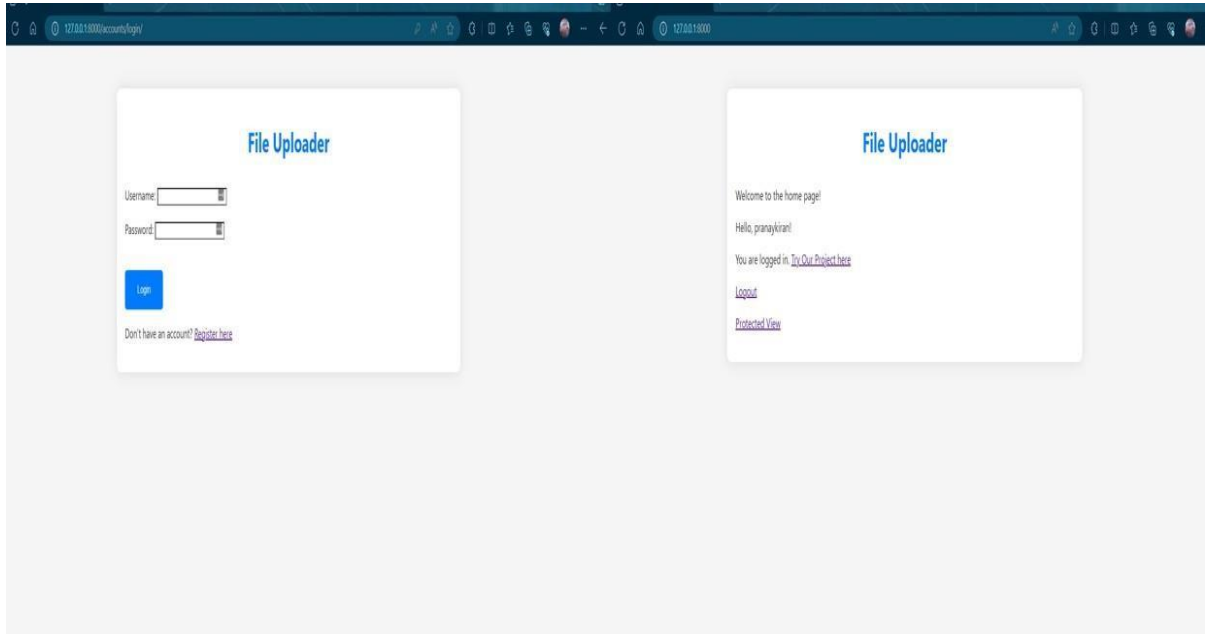 127.0.0.1:8000/accounts/login/
File Uploader
Username:
Password:
Login
Don't have an account? Register here
127.0.0.1:8000
File Uploader
Welcome to the home page!
Hello, pranaykiran!
You are logged in. Try Our Project here
Logout
Protected View